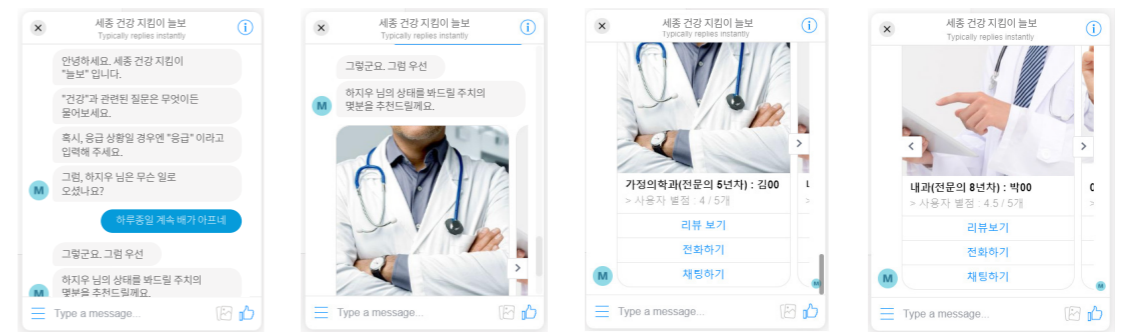 세종 건강 지킴이 늘보
Typically replies instantly
안녕하세요. 세종 건강 지킴이
"늘보" 입니다.
"건강"과 관련된 질문은 무엇이든
물어보세요.
혹시, 응급 상황일 경우엔 "응급" 이라고
입력해 주세요.
그럼, 하지우 님은 무슨 일로
오셨나요?
M
하루종일 계속 배가 아프네
그렇군요. 그럼 우선
하지우 님의 상태를 봐드릴 주치의
몇분을 추천드릴께요.
M
Type a message...
세종 건강 지킴이 늘보
Typically replies instantly
그렇군요. 그럼 우선
하지우 님의 상태를 봐드릴 주치의
몇분을 추천드릴께요.
M
Type a message...
세종 건강 지킴이 늘보
Typically replies instantly
가정의학과(전문의 5년차) : 김00
> 사용자 별점 : 4 / 5개
>
리뷰 보기
전화하기
채팅하기
M
M
Type a message...
세종 건강 지킴이 늘보
Typically replies instantly
내과(전문의 8년차) : 박00
> 사용자 별점 : 4.5 / 5개
>
리뷰보기
전화하기
채팅하기
M
M
Type a message...